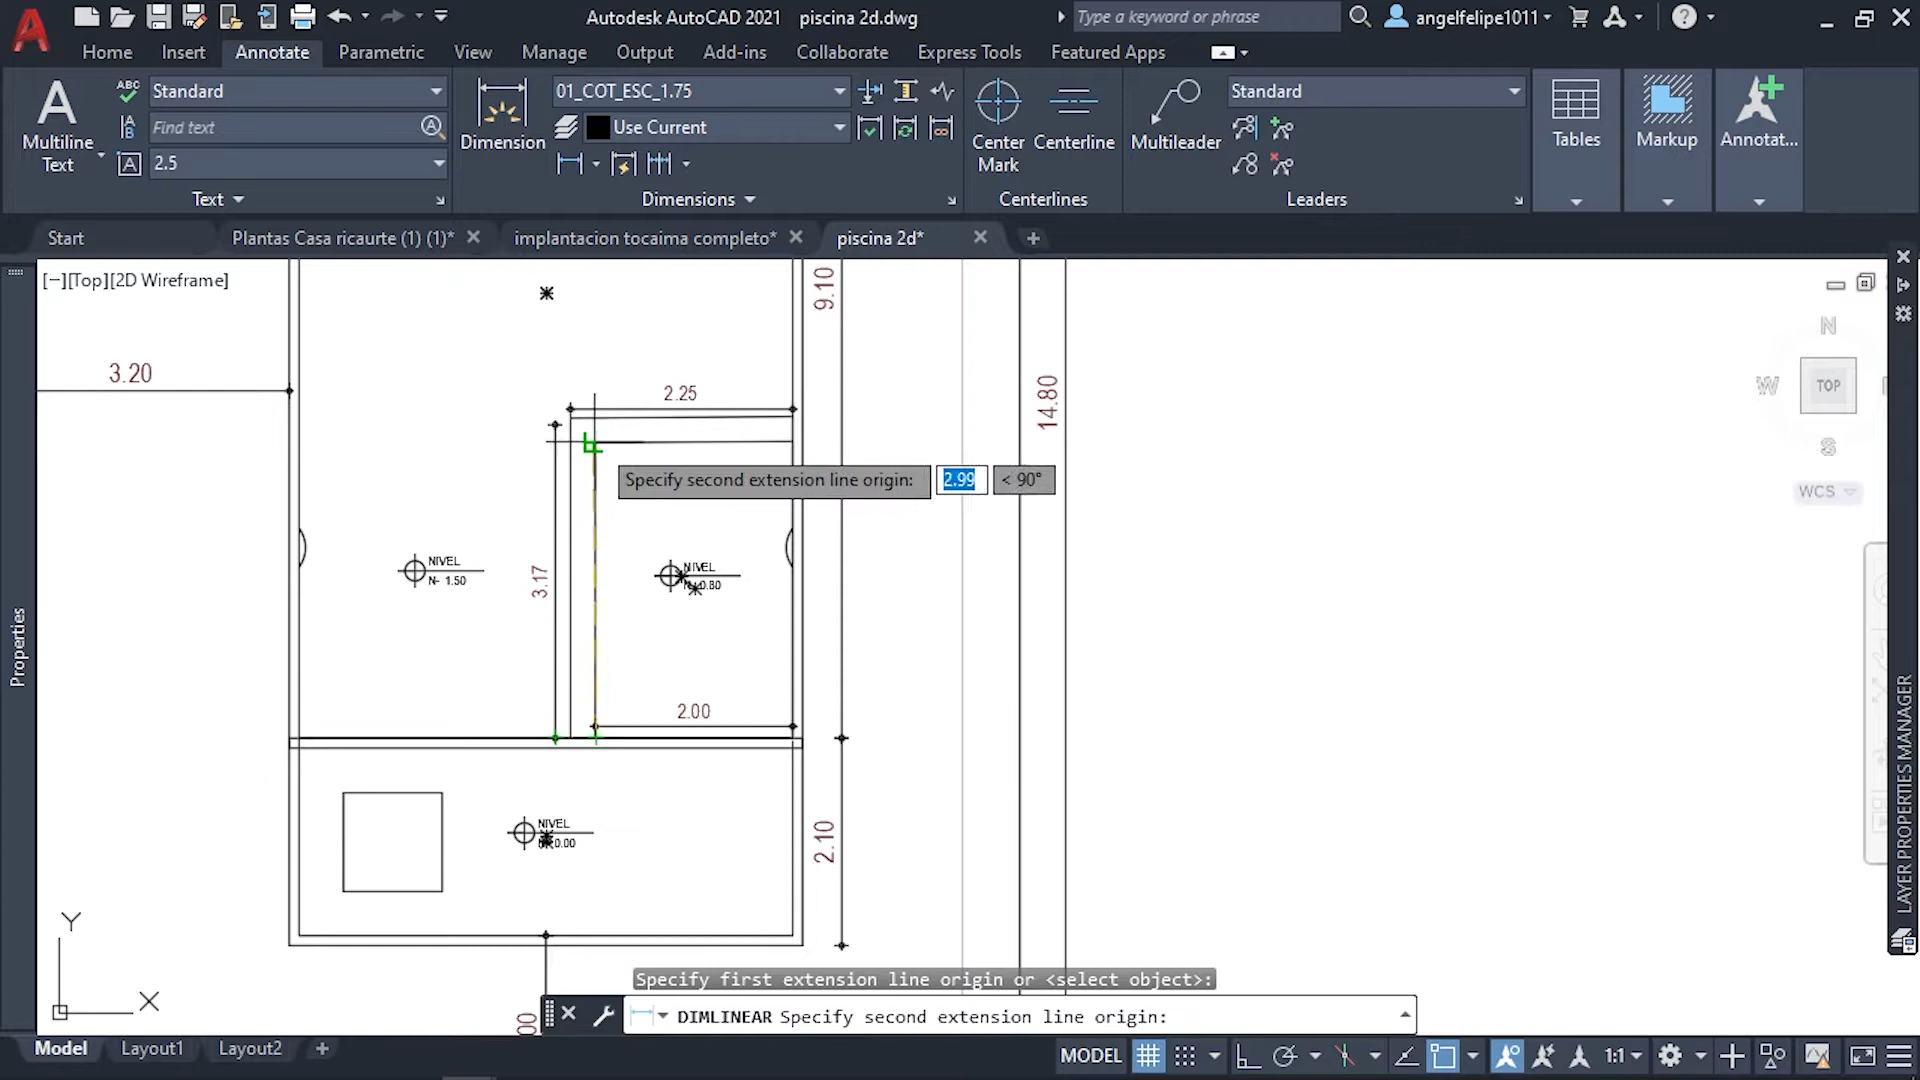 Autodesk AutoCAD 2021 piscina 2d.dwg
Type a keyword or phrase
angelfelipe1011
Home Insert Annotate Parametric View Manage Output Add-ins Collaborate Express Tools Featured Apps
Multiline Text
Standard
Find text
2.5
Text
Dimension
01_COT_ESC_1.75
Use Current
Dimensions
Center Mark
Centerline
Centerlines
Multileader
Standard
Leaders
Tables
Markup
Annotat...
Start
Plantas Casa ricaurte (1) (1)*
implantacion tocaima completo*
piscina 2d*
[−][Top][2D Wireframe]
Properties
3.20
9.10
14.80
2.25
Specify second extension line origin: 2.99 < 90°
3.17
NIVEL
N- 1.50
NIVEL
0.80
2.00
NIVEL
0.00
2.10
N
W TOP
S
WCS
LAYER PROPERTIES MANAGER
Y
X
00
Specify first extension line origin or <select object>:
DIMLINEAR Specify second extension line origin:
Model Layout1 Layout2
MODEL
1:1